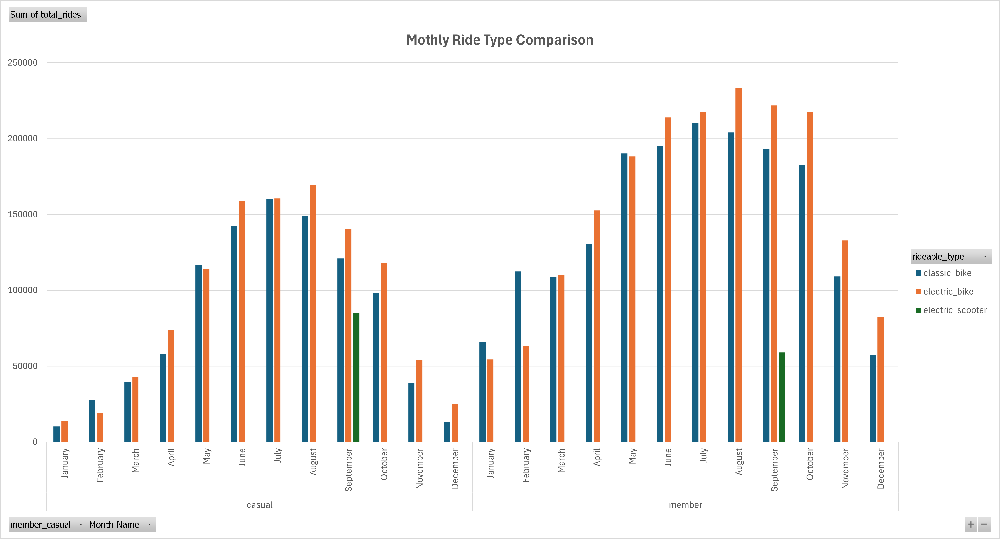 Sum of total_rides
Mothly Ride Type Comparison
250000
200000
150000
100000
50000
0
January
February
March
April
May
June
July
August
September
October
November
December
January
February
March
April
May
June
July
August
September
October
November
December
casual
member
rideable_type
classic_bike
electric_bike
electric_scooter
member_casual
Month Name
+ -